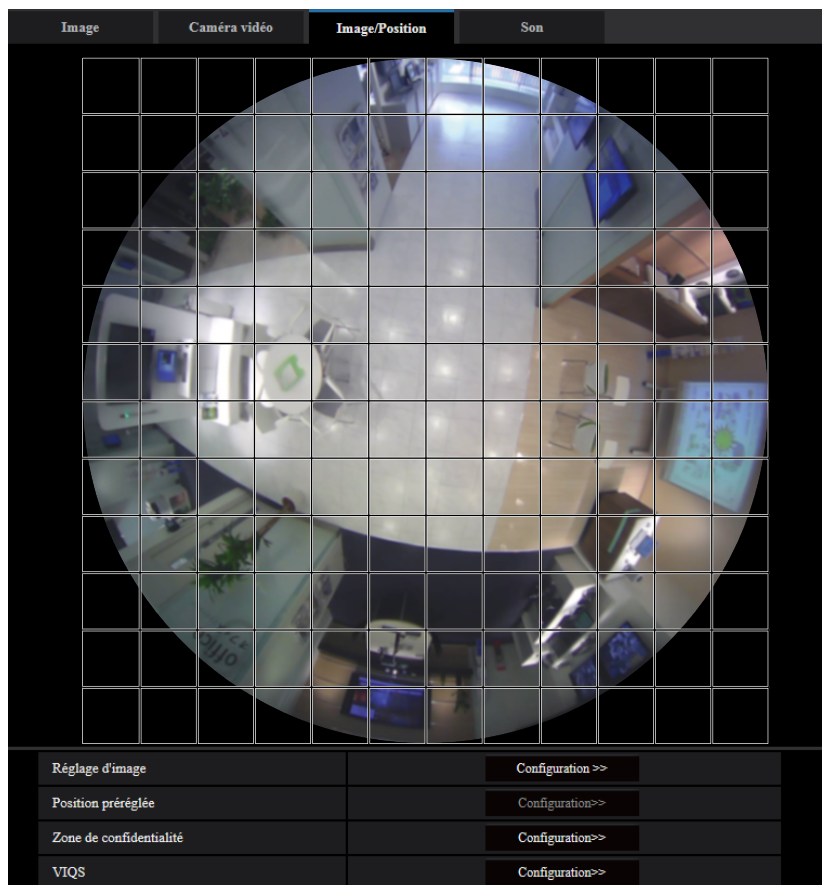 Image
Caméra vidéo
Image/Position
Son
Réglage d'image
Configuration >>
Position préréglée
Configuration>>
Zone de confidentialité
Configuration>>
VIQS
Configuration>>